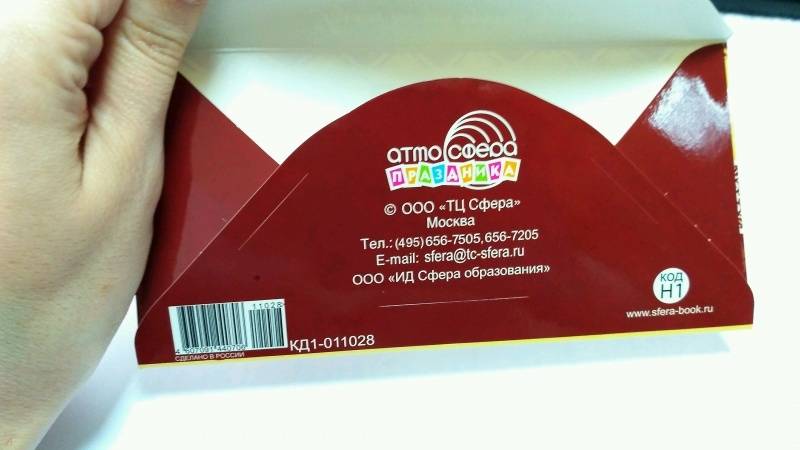 атмосфера
ПРАЗДНИКА
© ООО «ТЦ Сфера»
Москва
Тел.: (495) 656-7505, 656-7205
E-mail: sfera@tc-sfera.ru
ООО «ИД Сфера образования»
КОД
Н1
www.sfera-book.ru
11028
СДЕЛАНО В РОССИИ
КД1-011028